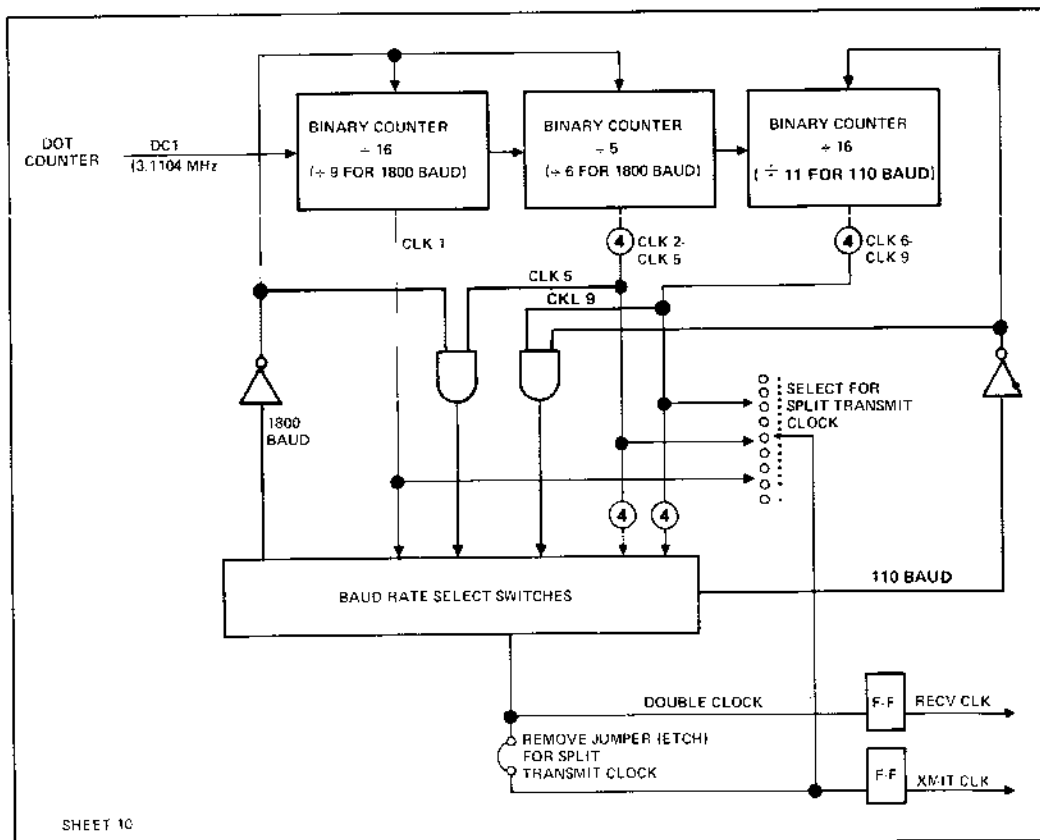 BINARY COUNTER
÷ 16
(÷ 9 FOR 1800 BAUD)
BINARY COUNTER
÷ 5
(÷ 6 FOR 1800 BAUD)
BINARY COUNTER
÷ 16
(÷ 11 FOR 110 BAUD)
DOT
COUNTER
DC1
(3.1104 MHz
CLK 1
4
CLK 2-
CLK 5
4
CLK 6-
CLK 9
CLK 5
CKL 9
1800
BAUD
SELECT FOR
SPLIT TRANSMIT
CLOCK
4
4
BAUD RATE SELECT SWITCHES
110 BAUD
DOUBLE CLOCK
F-F
RECV CLK
REMOVE JUMPER (ETCH)
FOR SPLIT
TRANSMIT CLOCK
F-F
XMIT CLK
SHEET 10